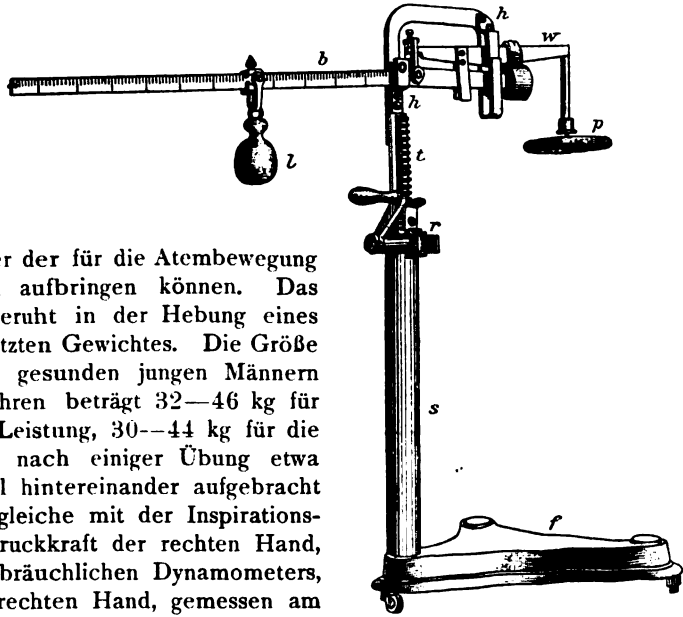 h
w
b
h
p
t
l
r
er der für die Atembewegung
aufbringen können. Das
eruht in der Hebung eines
tzten Gewichtes. Die Größe
gesunden jungen Männern
hren beträgt 32—46 kg für
s
Leistung, 30--44 kg für die
nach einiger Übung etwa
l hintereinander aufgebracht
gleiche mit der Inspirations-
f
ruckkraft der rechten Hand,
bräuchlichen Dynamometers,
rechten Hand, gemessen am